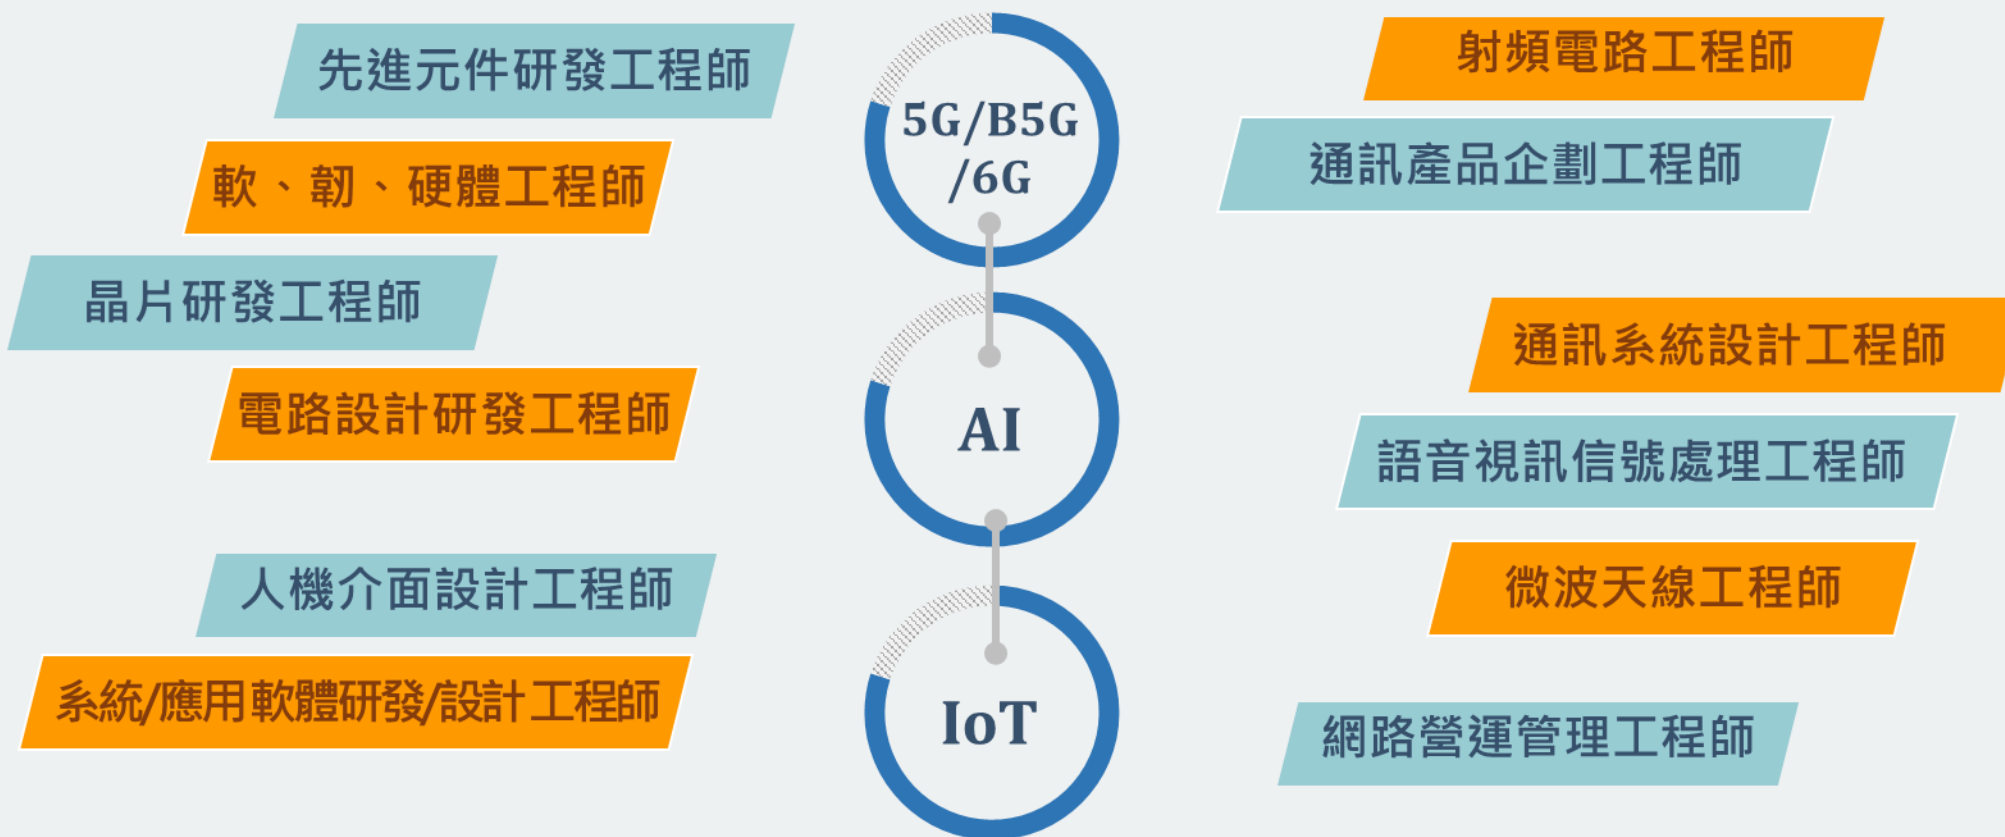 先進元件研發工程師
軟、韌、硬體工程師
晶片研發工程師
電路設計研發工程師
人機介面設計工程師
系統/應用軟體研發/設計工程師
5G/B5G
/6G
AI
IoT
射頻電路工程師
通訊產品企劃工程師
通訊系統設計工程師
語音視訊信號處理工程師
微波天線工程師
網路營運管理工程師